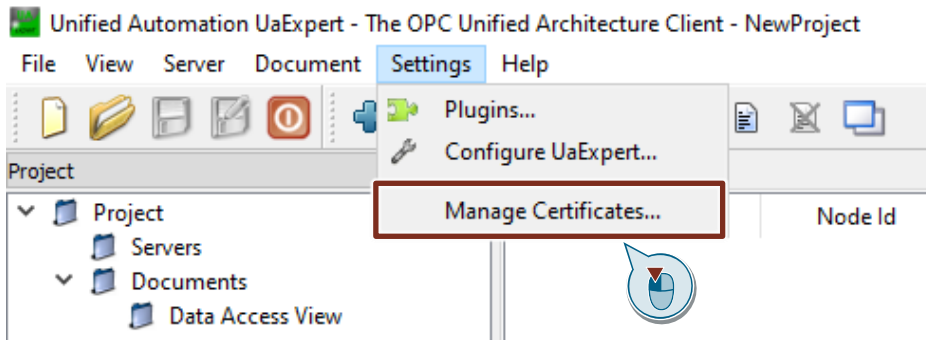 Unified Automation UaExpert - The OPC Unified Architecture Client - NewProject
File View Server Document Settings Help
Plugins...
Configure UaExpert...
Project
Manage Certificates...
Project Node Id
Servers
Documents
Data Access View